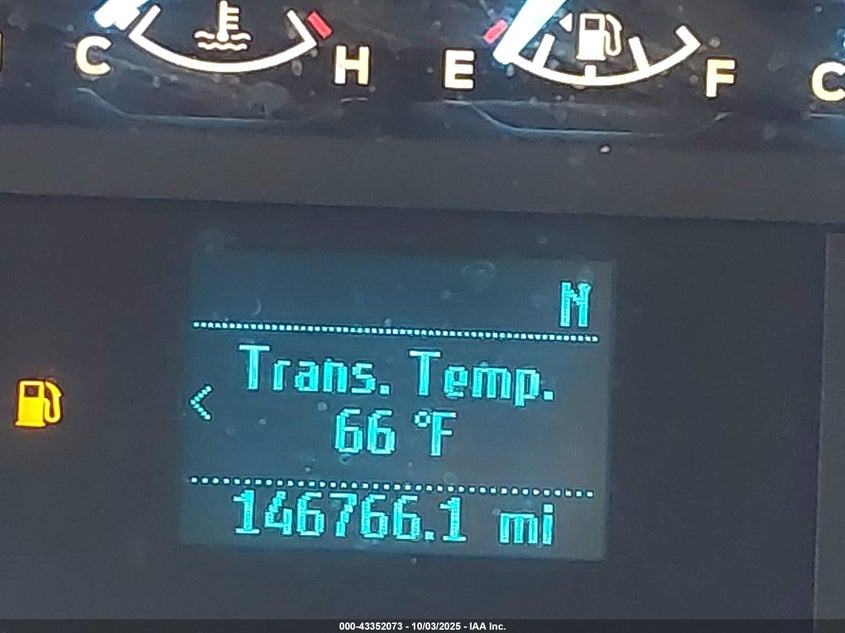 C H E F C
N
Trans. Temp.
< 66 °F
146766.1 mi
000-43352073 - 10/03/2025 - IAA Inc.